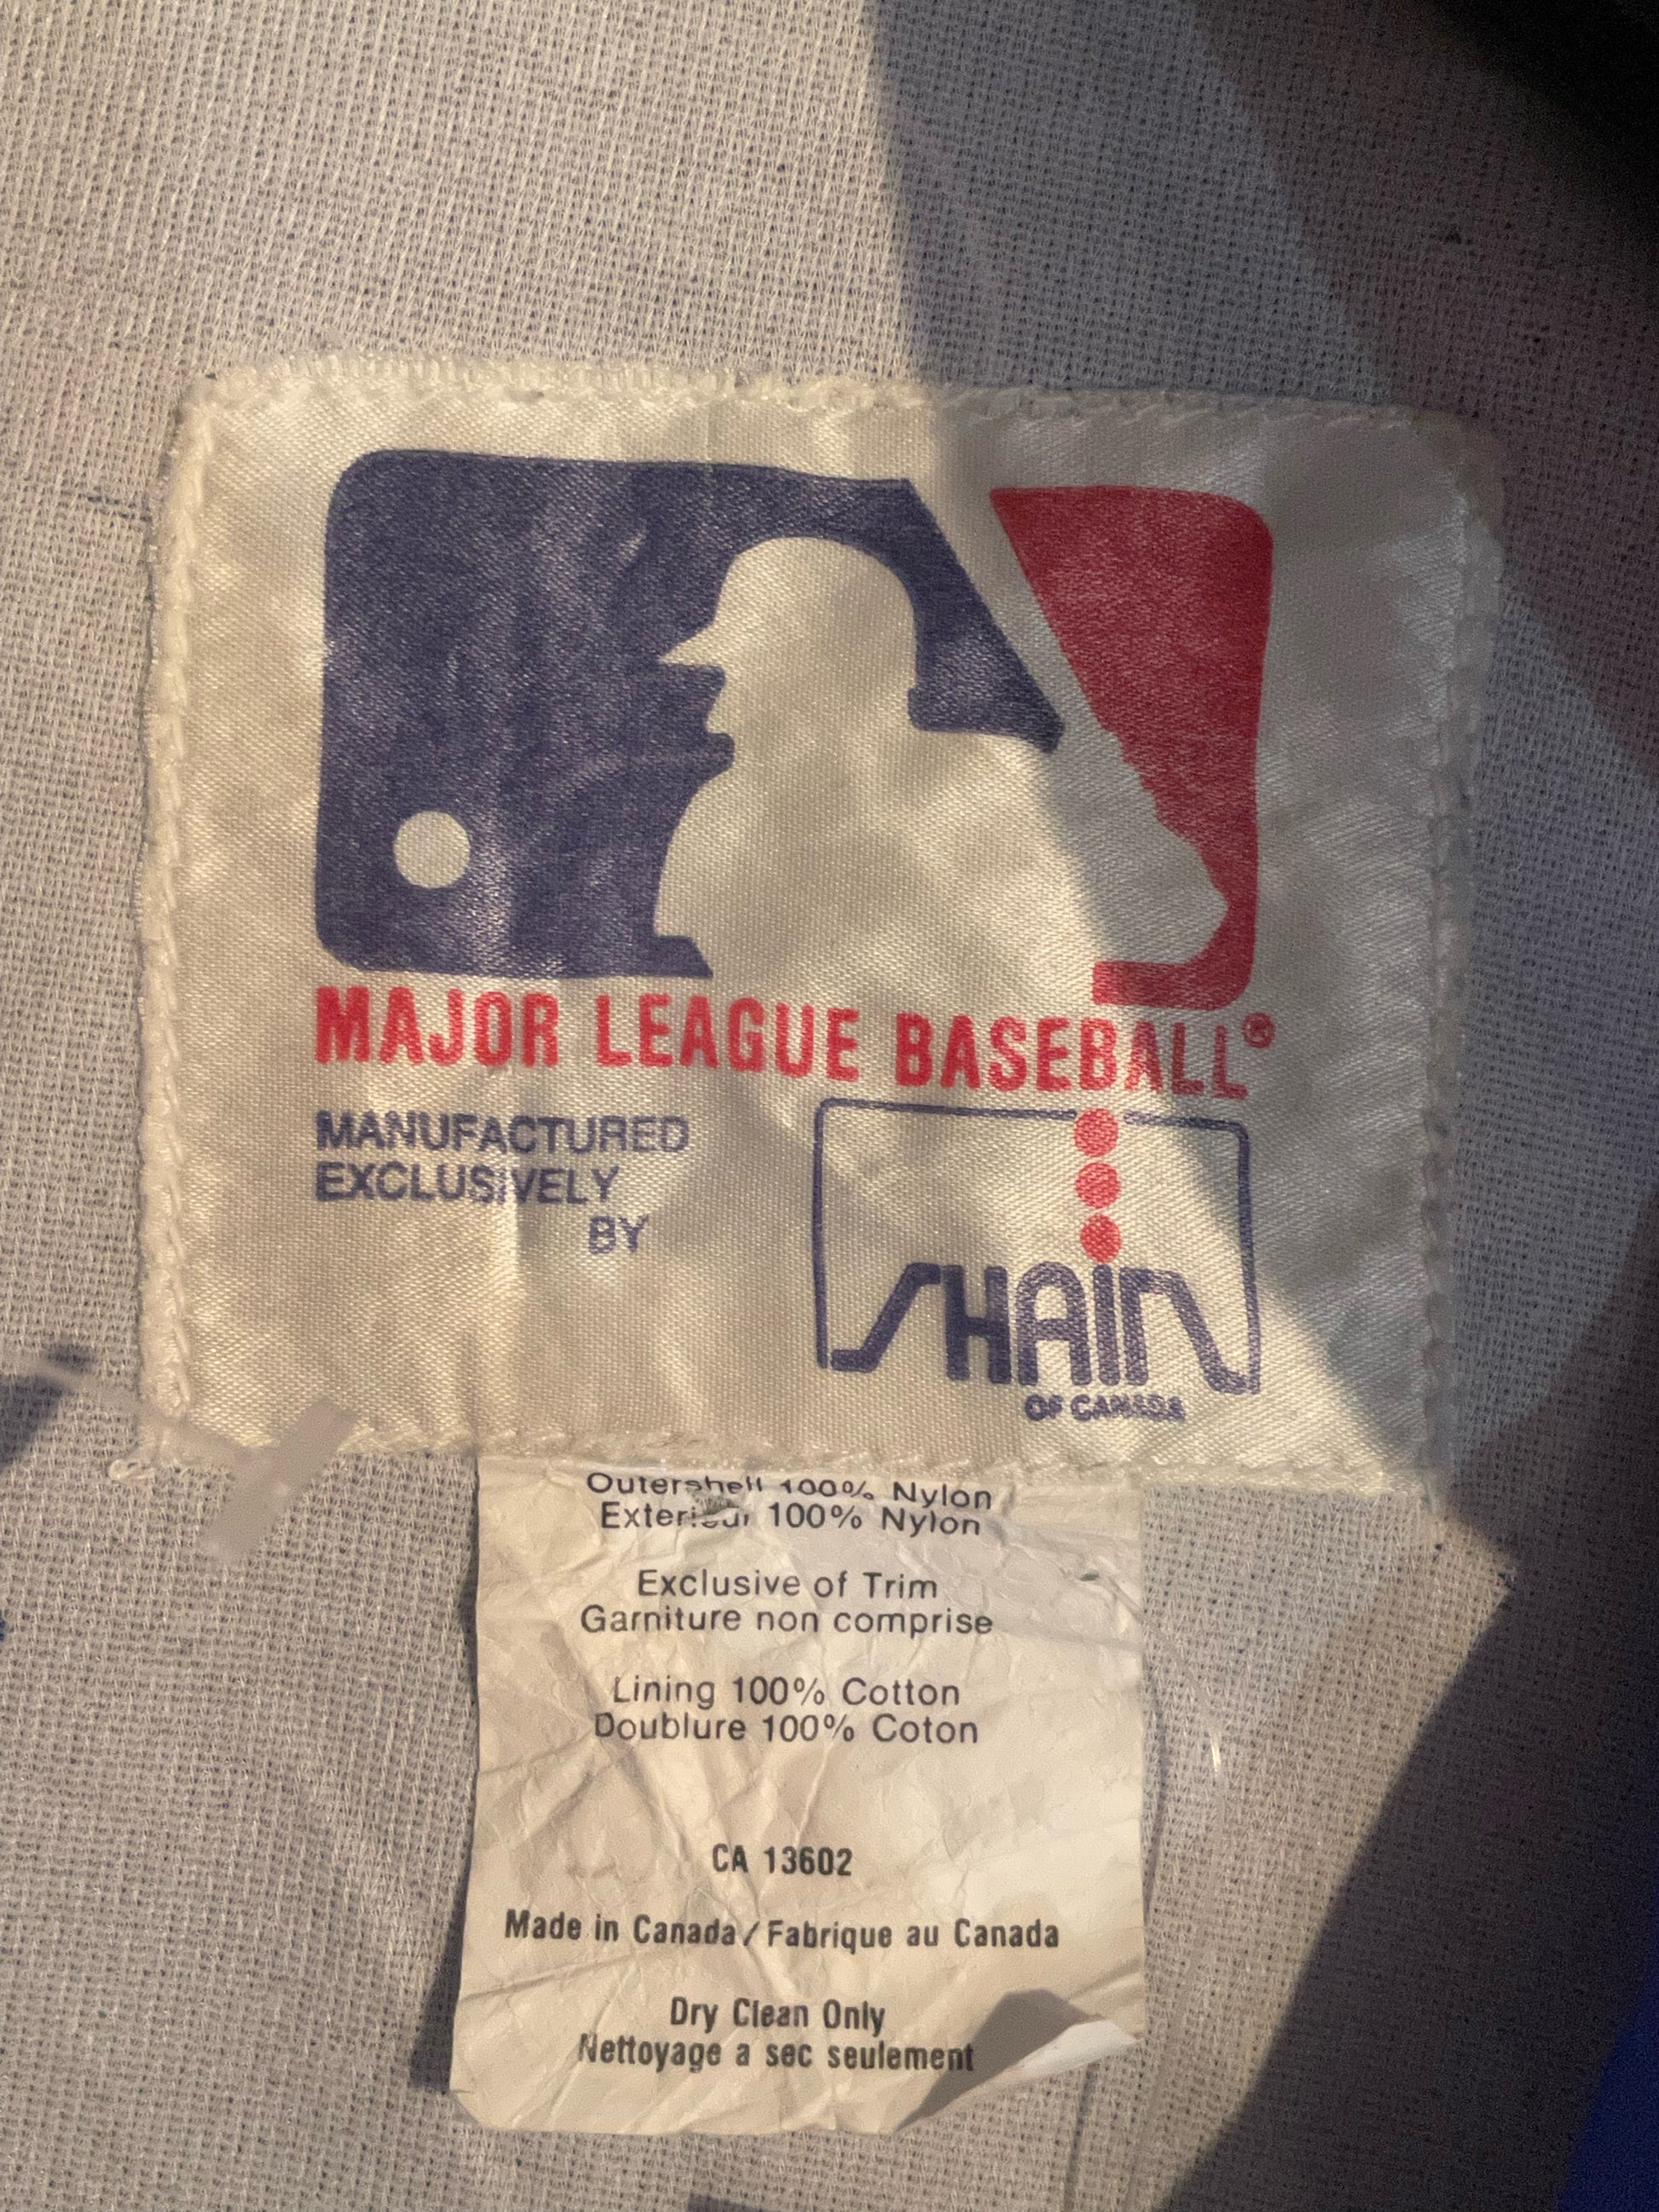 MAJOR LEAGUE BASEBALL®
MANUFACTURED
EXCLUSIVELY
BY
SHAIN
OF CANADA
Outershell 100% Nylon
Exterieur 100% Nylon
Exclusive of Trim
Garniture non comprise
Lining 100% Cotton
Doublure 100% Coton
CA 13602
Made in Canada / Fabrique au Canada
Dry Clean Only
Nettoyage a sec seulement